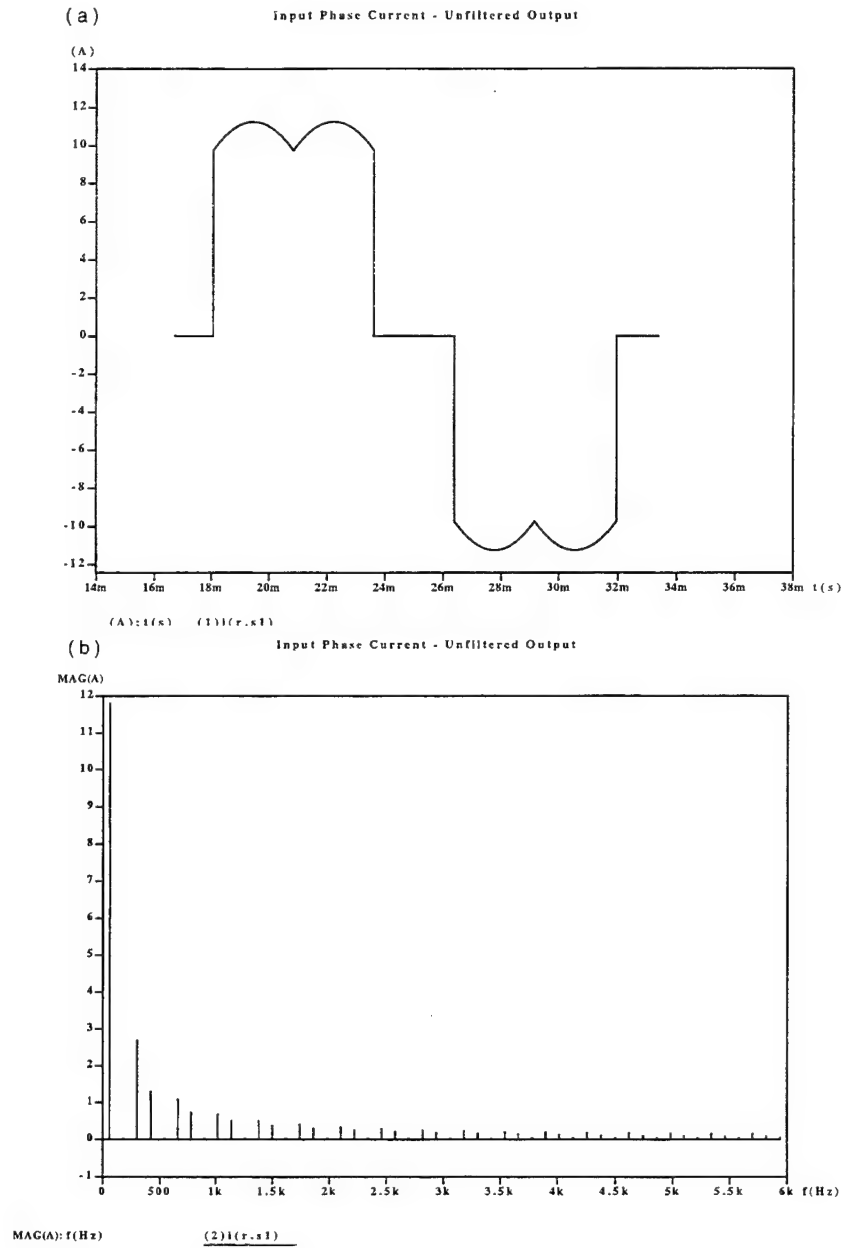 (a)
Input Phase Current - Unfiltered Output
(A)
14
12
10
8
6
4
2
0
-2
-4
-6
-8
-10
-12
14m 16m 18m 20m 22m 24m 26m 28m 30m 32m 34m 36m 38m t(s)
(A):t(s) (1)i(r.s1)
(b)
Input Phase Current - Unfiltered Output
MAG(A)
12
11
10
9
8
7
6
5
4
3
2
1
0
-1
0 500 1k 1.5k 2k 2.5k 3k 3.5k 4k 4.5k 5k 5.5k 6k f(Hz)
MAG(A):f(Hz) (2)i(r.s1)